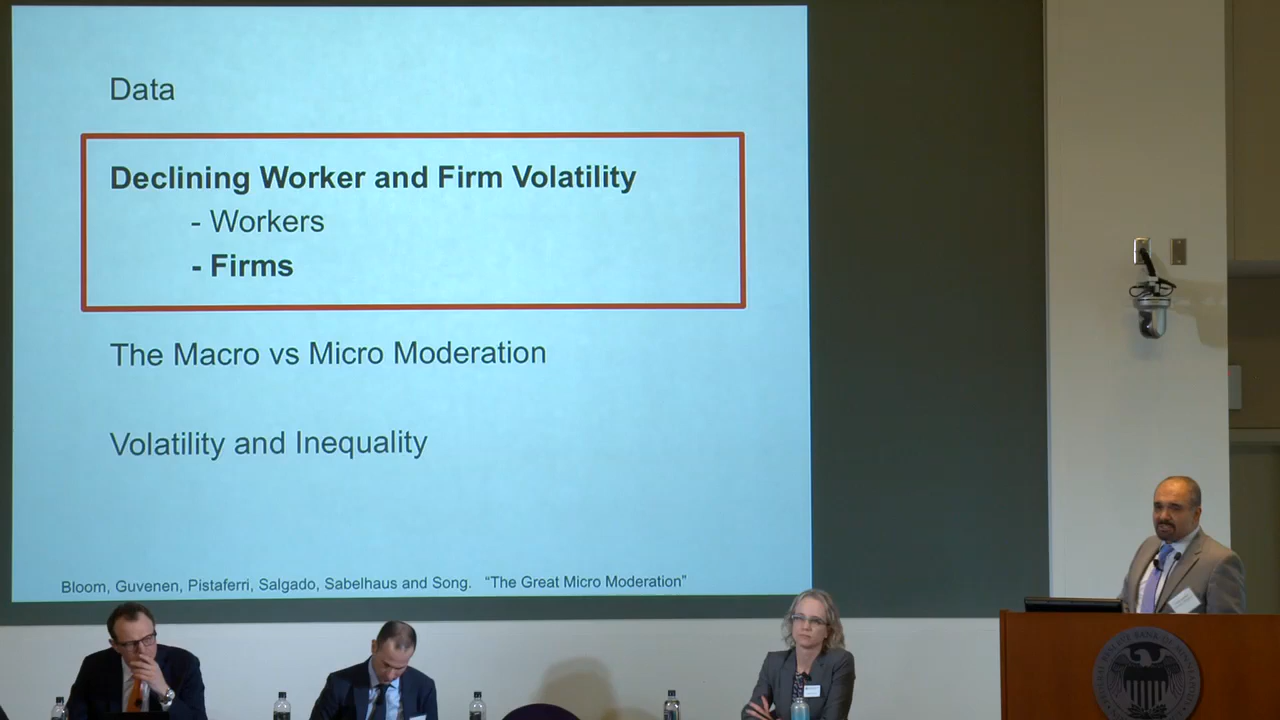 Data
Declining Worker and Firm Volatility
- Workers
- Firms
The Macro vs Micro Moderation
Volatility and Inequality
Bloom, Guvenen, Pistaferri, Salgado, Sabelhaus and Song. “The Great Micro Moderation”